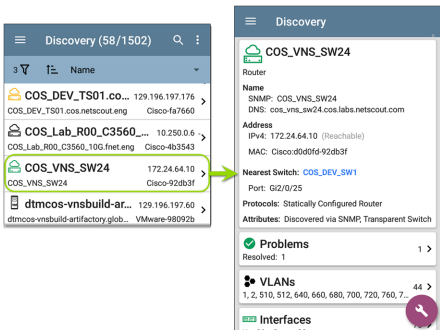 Discovery (58/1502)
3 Name
COS_DEV_TS01.co... 129.196.197.176
COS_DEV_TS01.cos.netscout.eng Cisco-fa7660
COS_Lab_R00_C3560_... 10.250.0.6
COS_Lab_R00_C3560_10G.fnet.eng Cisco-4b3543
COS_VNS_SW24 172.24.64.10
COS_VNS_SW24 Cisco-92db3f
dtmcos-vnsbuild-ar... 129.196.197.60
dtmcos-vnsbuild-artifactory.glob... VMware-98092b
Discovery
COS_VNS_SW24
Router
Name
SNMP: COS_VNS_SW24
DNS: cos_vns_sw24.cos.labs.netscout.com
Address
IPv4: 172.24.64.10 (Reachable)
MAC: Cisco:d0d0fd-92db3f
Nearest Switch: COS_DEV_SW1
Port: Gi2/0/25
Protocols: Statically Configured Router
Attributes: Discovered via SNMP, Transparent Switch
Problems
Resolved: 1
1
VLANs
1, 2, 510, 512, 640, 660, 680, 700, 720, 760, 7...
44
Interfaces